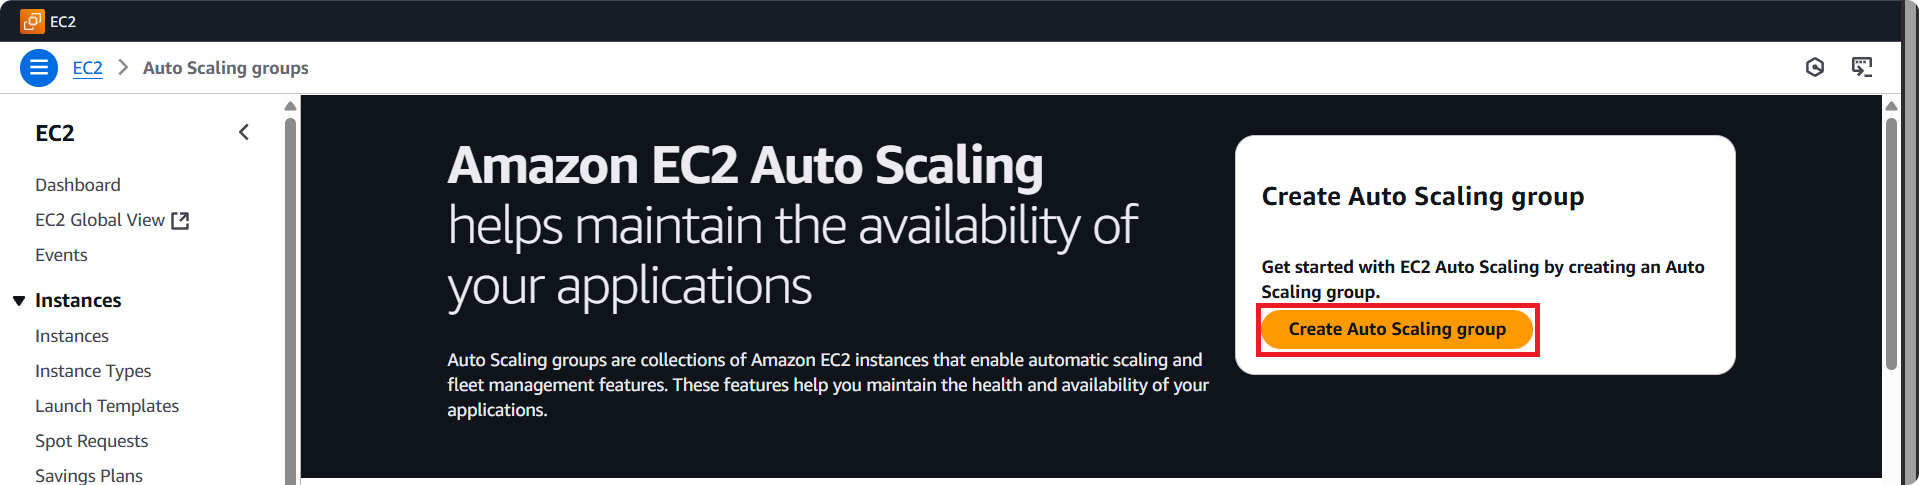 EC2
EC2 > Auto Scaling groups
EC2
Dashboard
EC2 Global View
Events
Instances
Instances
Instance Types
Launch Templates
Spot Requests
Savings Plans
Amazon EC2 Auto Scaling
helps maintain the availability of
your applications
Auto Scaling groups are collections of Amazon EC2 instances that enable automatic scaling and
fleet management features. These features help you maintain the health and availability of your
applications.
Create Auto Scaling group
Get started with EC2 Auto Scaling by creating an Auto
Scaling group.
Create Auto Scaling group